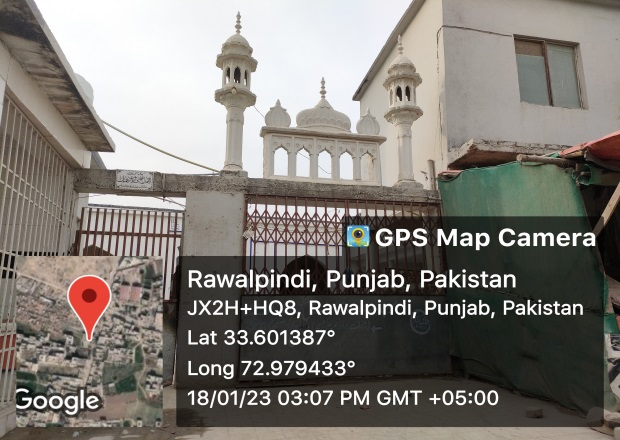 GPS Map Camera
Rawalpindi, Punjab, Pakistan
JX2H+HQ8, Rawalpindi, Punjab, Pakistan
Lat 33.601387°
Long 72.979433°
18/01/23 03:07 PM GMT +05:00
Google